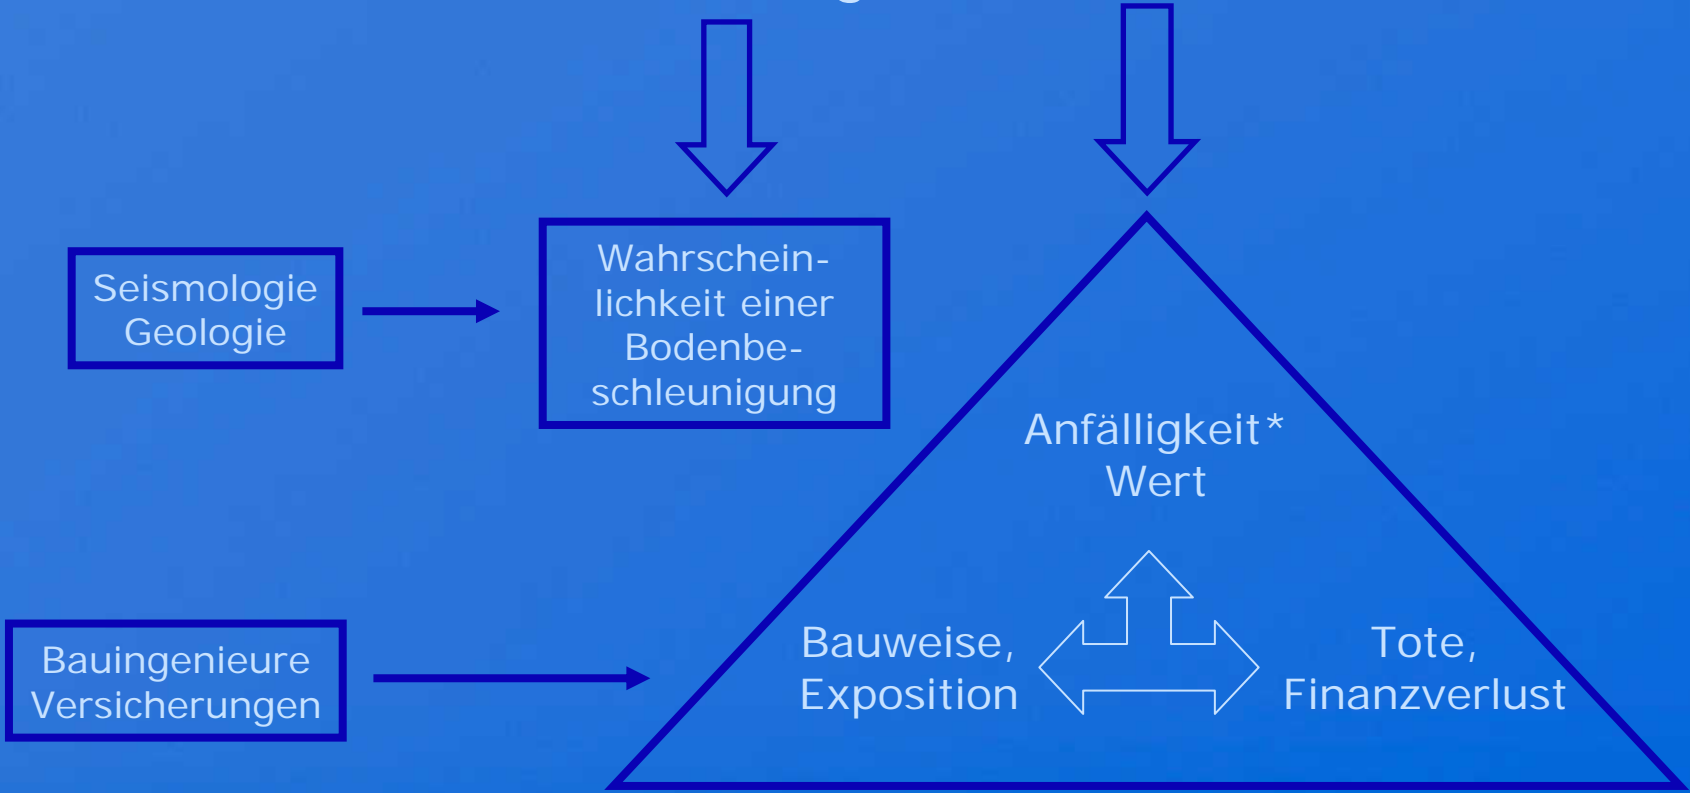 Seismologie
Geologie
Wahrschein-
lichkeit einer
Bodenbe-
schleunigung
Anfälligkeit*
Wert
Bauingenieure
Versicherungen
Bauweise,
Exposition
Tote,
Finanzverlust